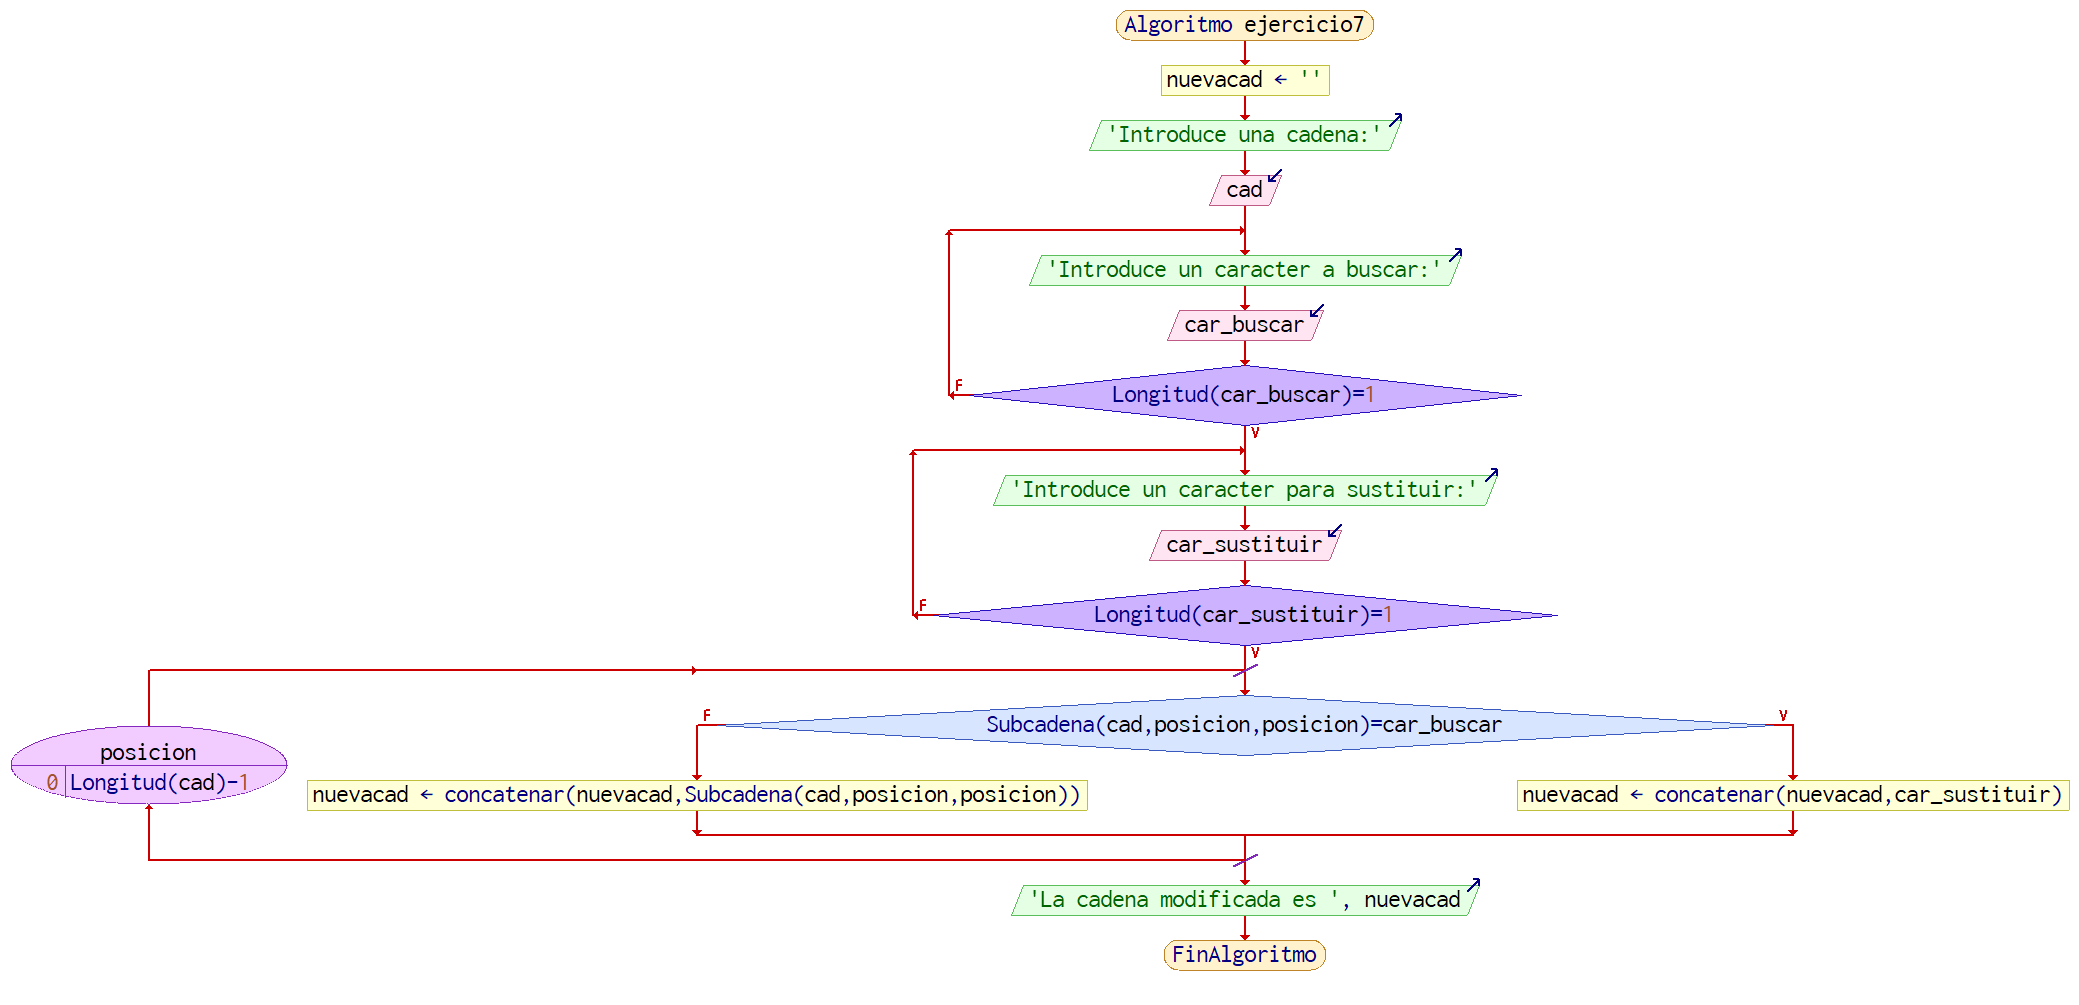 Algoritmo ejercicio7
nuevacad ← ''
'Introduce una cadena:'
cad
'Introduce un caracter a buscar:'
car_buscar
F
Longitud(car_buscar)=1
V
'Introduce un caracter para sustituir:'
car_sustituir
F
Longitud(car_sustituir)=1
V
F
Subcadena(cad,posicion,posicion)=car_buscar
V
posicion
0 Longitud(cad)-1
nuevacad ← concatenar(nuevacad,Subcadena(cad,posicion,posicion))
nuevacad ← concatenar(nuevacad,car_sustituir)
'La cadena modificada es ', nuevacad
FinAlgoritmo